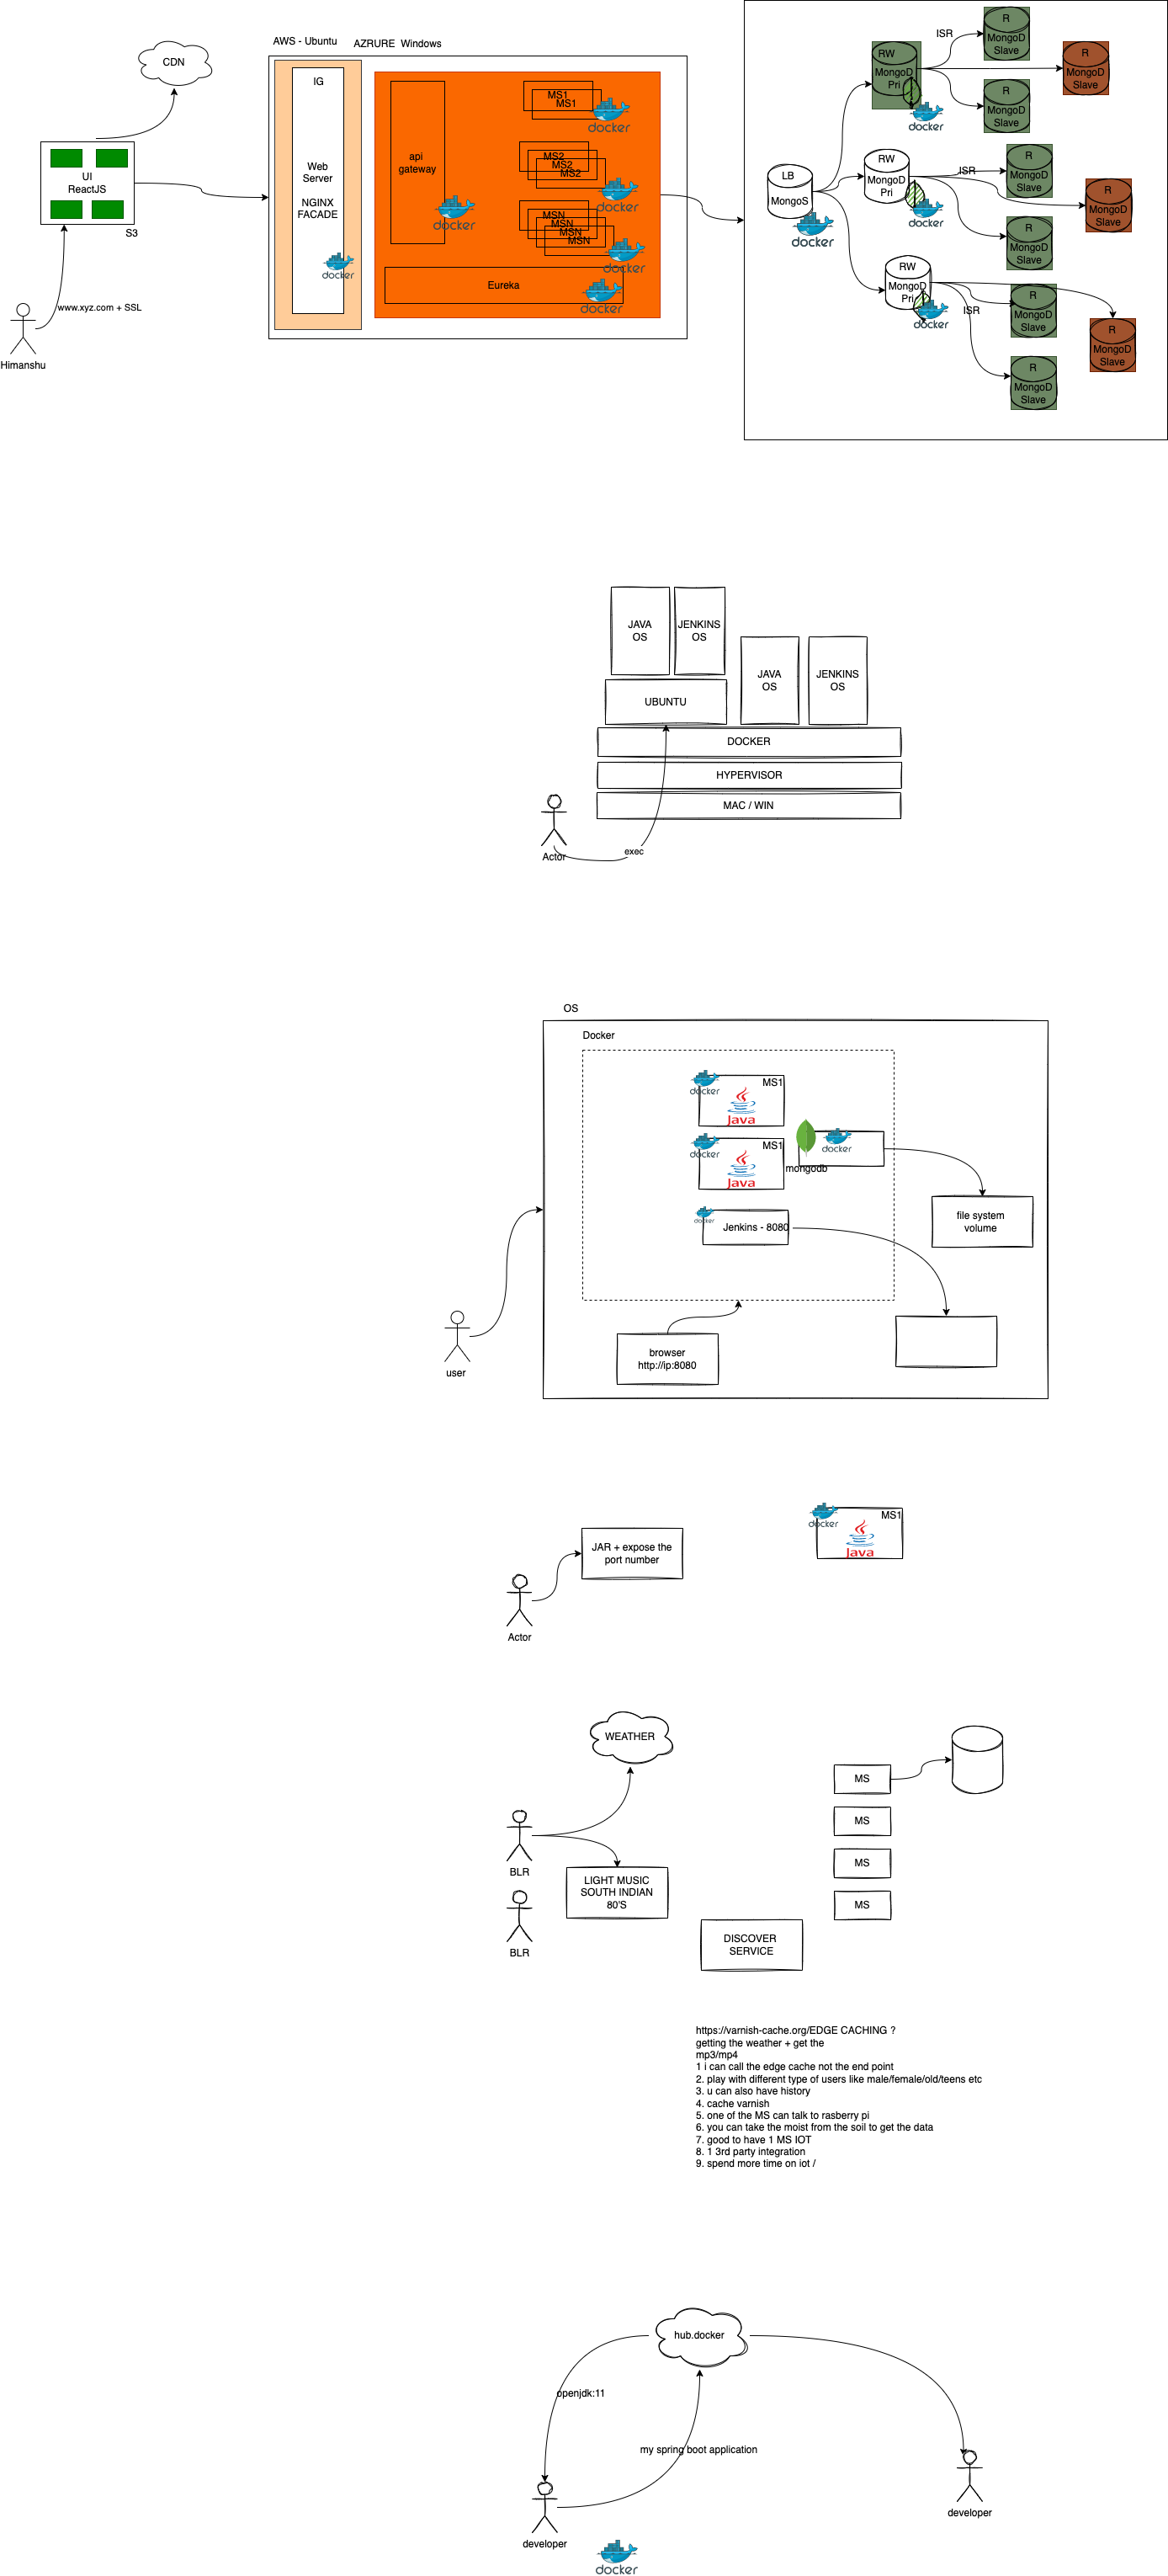 AWS - Ubuntu
AZRURE Windows
CDN
UI
ReactJS
S3
www.xyz.com + SSL
Himanshu
IG
Web
Server
NGINX
FACADE
docker
api
gateway
docker
MS1
MS1
docker
MS2
MS2
MS2
docker
MSN
MSN
MSN
MSN
docker
Eureka
docker
LB
MongoS
docker
RW
MongoD
Pri
docker
ISR
R
MongoD
Slave
R
MongoD
Slave
R
MongoD
Slave
RW
MongoD
Pri
docker
ISR
R
MongoD
Slave
R
MongoD
Slave
R
MongoD
Slave
RW
MongoD
Pri
docker
ISR
R
MongoD
Slave
R
MongoD
Slave
R
MongoD
Slave
JAVA
OS
JENKINS
OS
JAVA
OS
JENKINS
OS
UBUNTU
DOCKER
HYPERVISOR
MAC / WIN
Actor
exec
OS
Docker
docker
MS1
Java
docker
MS1
Java
docker
mongodb
docker
Jenkins - 8080
file system
volume
browser
http://ip:8080
user
JAR + expose the
port number
Actor
docker
MS1
Java
WEATHER
BLR
LIGHT MUSIC
SOUTH INDIAN
80'S
BLR
MS
MS
MS
MS
DISCOVER
SERVICE
https://varnish-cache.org/EDGE CACHING ?
getting the weather + get the
mp3/mp4
1 i can call the edge cache not the end point
2. play with different type of users like male/female/old/teens etc
3. u can also have history
4. cache varnish
5. one of the MS can talk to rasberry pi
6. you can take the moist from the soil to get the data
7. good to have 1 MS IOT
8. 1 3rd party integration
9. spend more time on iot /
hub.docker
openjdk:11
my spring boot application
developer
developer
docker